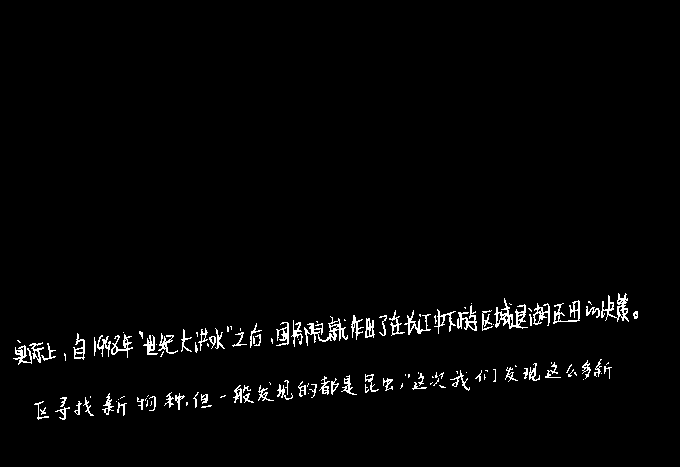 实际上,自1998年“世纪大洪水”之后,国务院就作出了在长江中下游区域退湖还田的决策。
区寻找新物种,但一般发现的都是昆虫,“这次我们发现这么多新